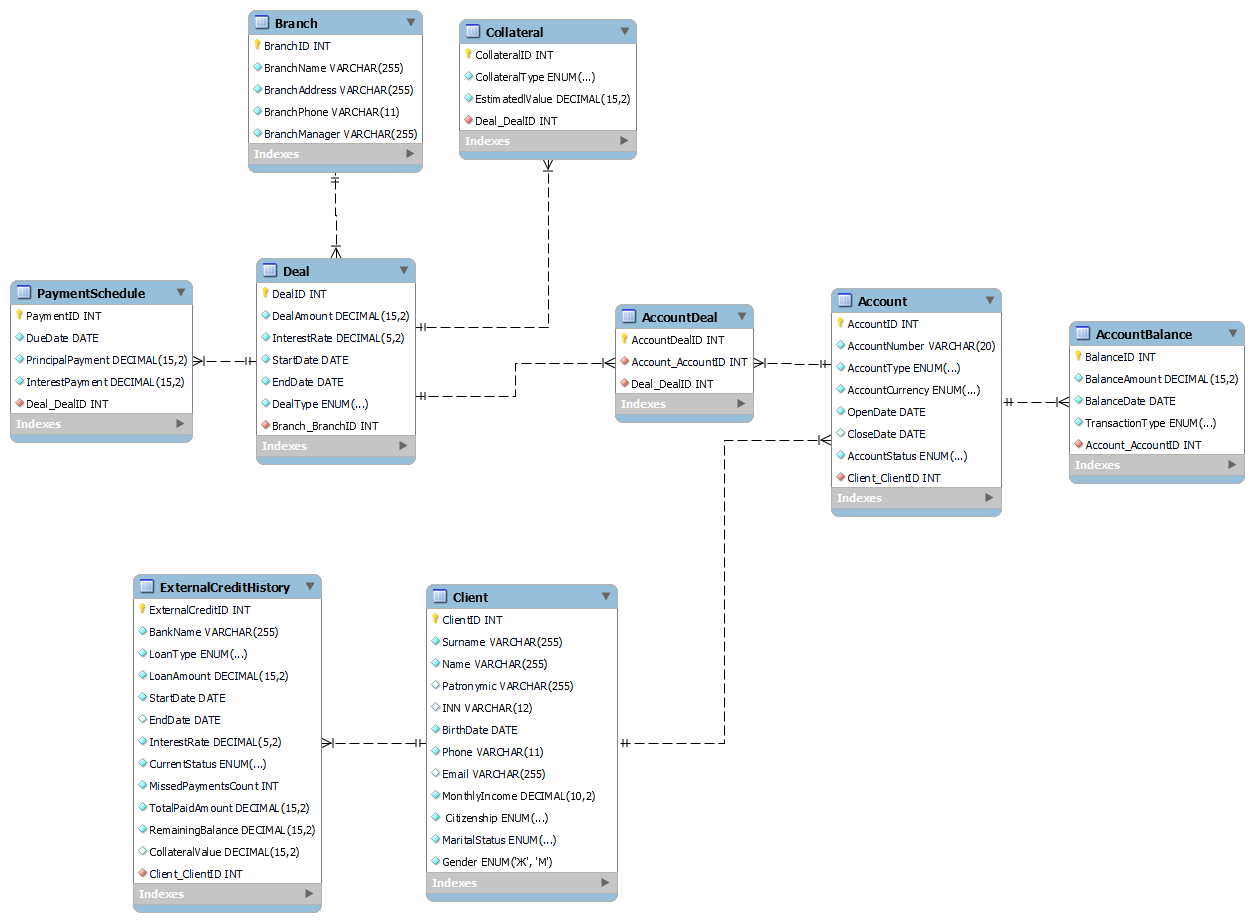 Branch
BranchID INT
BranchName VARCHAR(255)
BranchAddress VARCHAR(255)
BranchPhone VARCHAR(11)
BranchManager VARCHAR(255)
Indexes
Collateral
CollateralID INT
CollateralType ENUM(...)
EstimatedlValue DECIMAL(15,2)
Deal_DealID INT
Indexes
PaymentSchedule
PaymentID INT
DueDate DATE
PrincipalPayment DECIMAL(15,2)
InterestPayment DECIMAL(15,2)
Deal_DealID INT
Indexes
Deal
DealID INT
DealAmount DECIMAL(15,2)
InterestRate DECIMAL(5,2)
StartDate DATE
EndDate DATE
DealType ENUM(...)
Branch_BranchID INT
Indexes
AccountDeal
AccountDealID INT
Account_AccountID INT
Deal_DealID INT
Indexes
Account
AccountID INT
AccountNumber VARCHAR(20)
AccountType ENUM(...)
AccountCurrency ENUM(...)
OpenDate DATE
CloseDate DATE
AccountStatus ENUM(...)
Client_ClientID INT
Indexes
AccountBalance
BalanceID INT
BalanceAmount DECIMAL(15,2)
BalanceDate DATE
TransactionType ENUM(...)
Account_AccountID INT
Indexes
ExternalCreditHistory
ExternalCreditID INT
BankName VARCHAR(255)
LoanType ENUM(...)
LoanAmount DECIMAL(15,2)
StartDate DATE
EndDate DATE
InterestRate DECIMAL(5,2)
CurrentStatus ENUM(...)
MissedPaymentsCount INT
TotalPaidAmount DECIMAL(15,2)
RemainingBalance DECIMAL(15,2)
CollateralValue DECIMAL(15,2)
Client_ClientID INT
Indexes
Client
ClientID INT
Surname VARCHAR(255)
Name VARCHAR(255)
Patronymic VARCHAR(255)
INN VARCHAR(12)
BirthDate DATE
Phone VARCHAR(11)
Email VARCHAR(255)
MonthlyIncome DECIMAL(10,2)
Citizenship ENUM(...)
MaritalStatus ENUM(...)
Gender ENUM('Ж', 'М')
Indexes